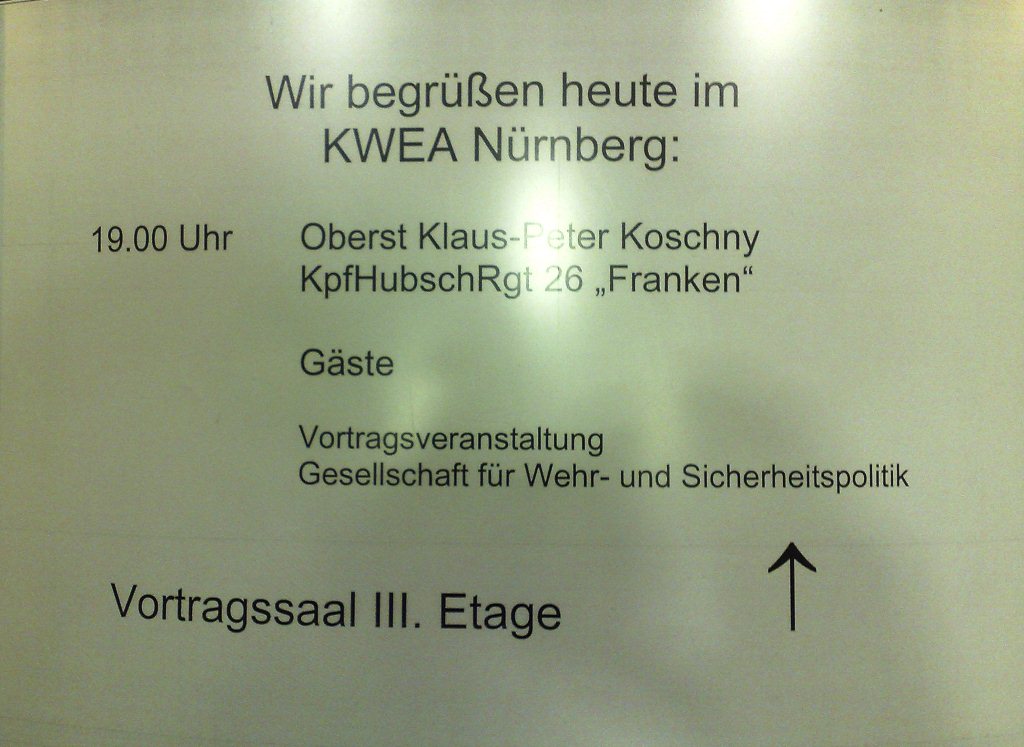 Wir begrüßen heute im
KWEA Nürnberg:
19.00 Uhr Oberst Klaus-Peter Koschny
KpfHubschRgt 26 „Franken“
Gäste
Vortragsveranstaltung
Gesellschaft für Wehr- und Sicherheitspolitik
Vortragssaal III. Etage